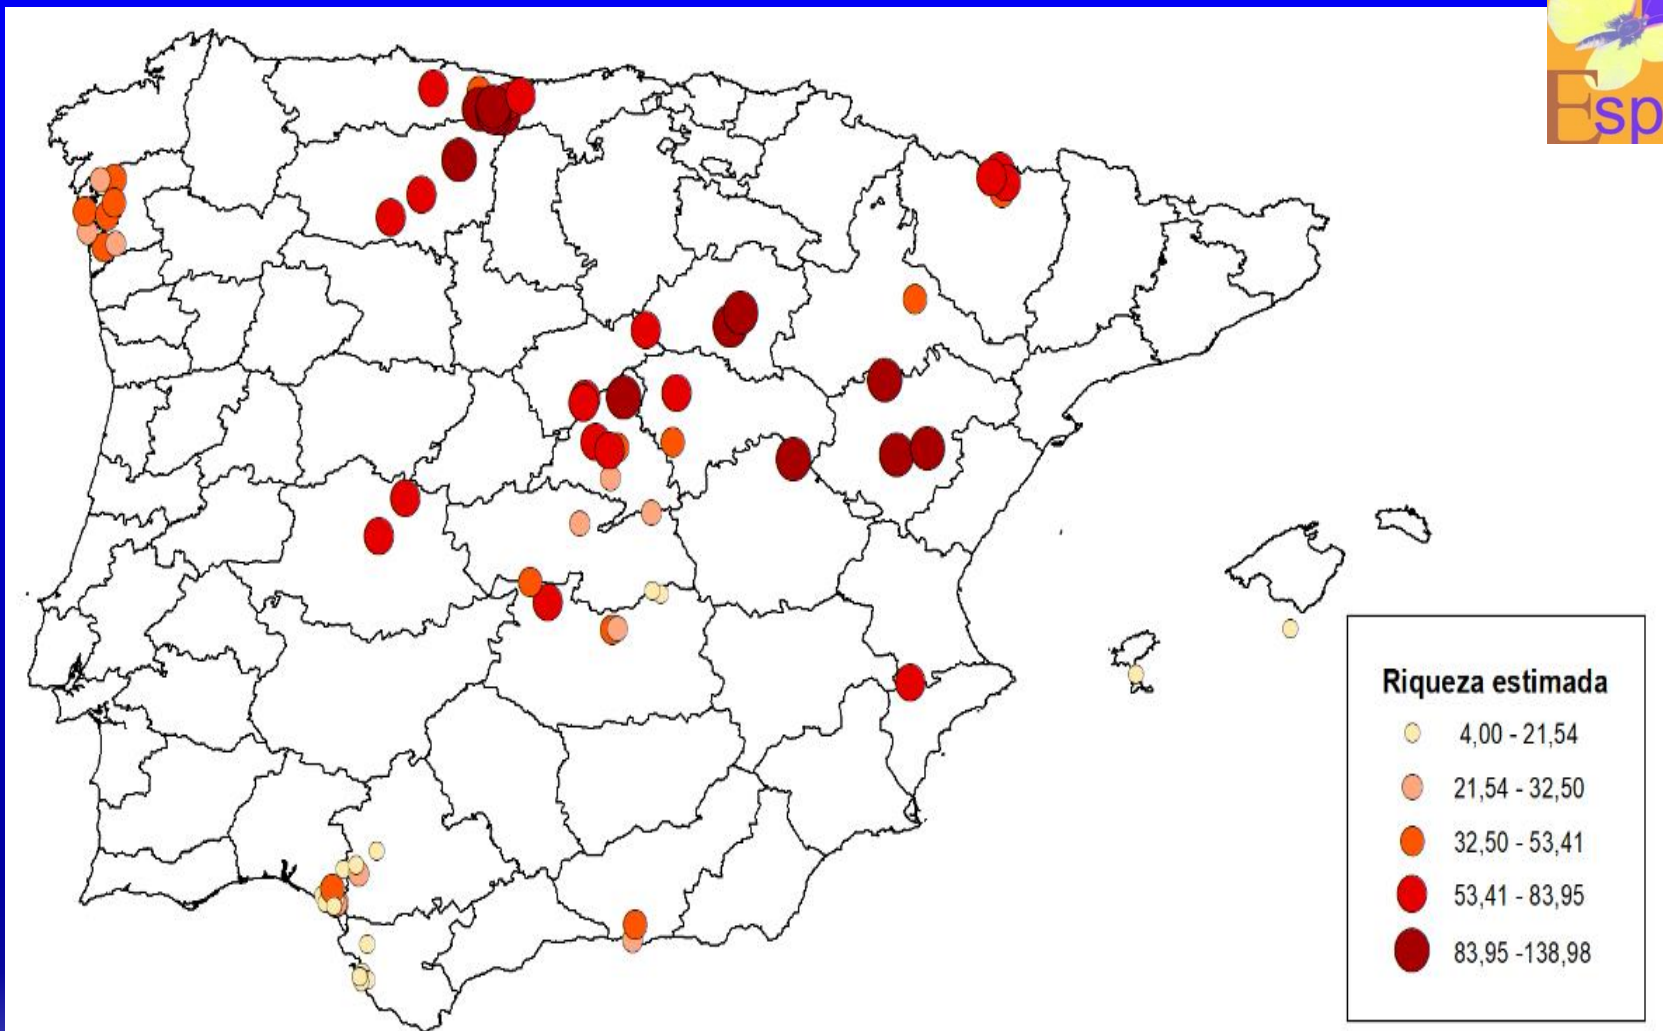 Esp
Riqueza estimada
4,00 - 21,54
21,54 - 32,50
32,50 - 53,41
53,41 - 83,95
83,95 -138,98